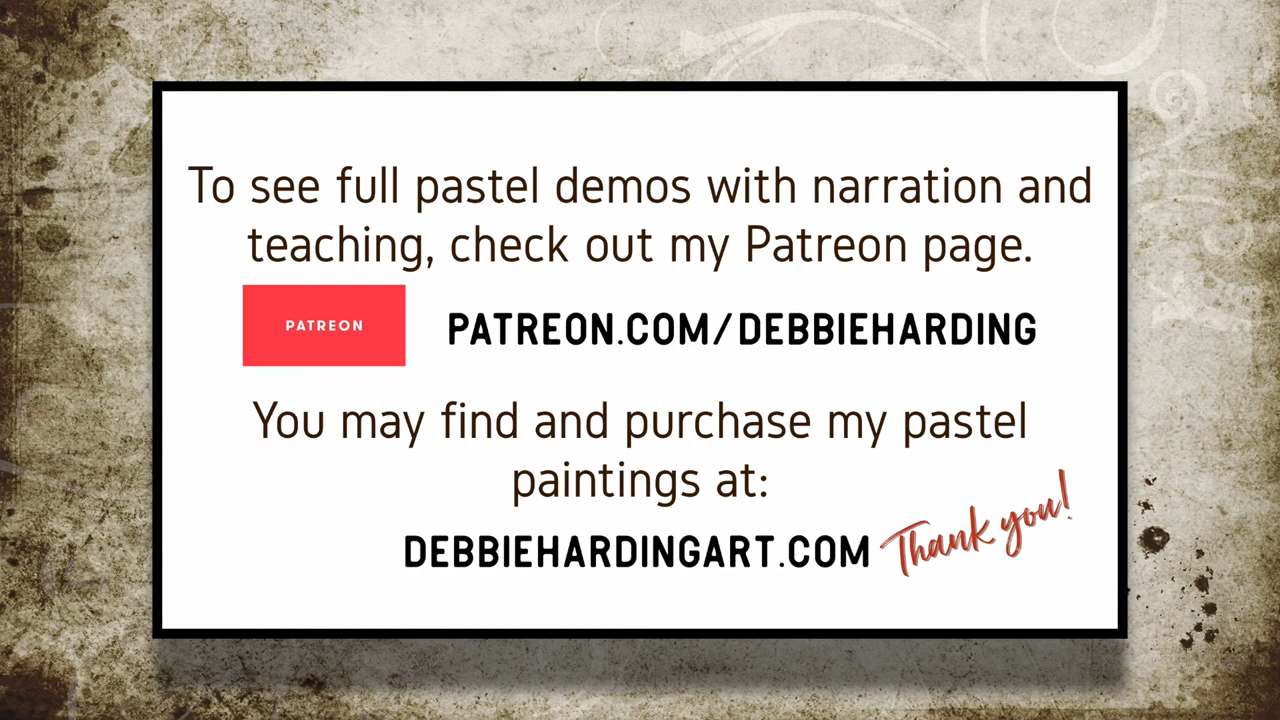 To see full pastel demos with narration and
teaching, check out my Patreon page.
PATREON
PATREON.COM/DEBBIEHARDING
You may find and purchase my pastel
paintings at:
DEBBIEHARDINGART.COM
Thank you!